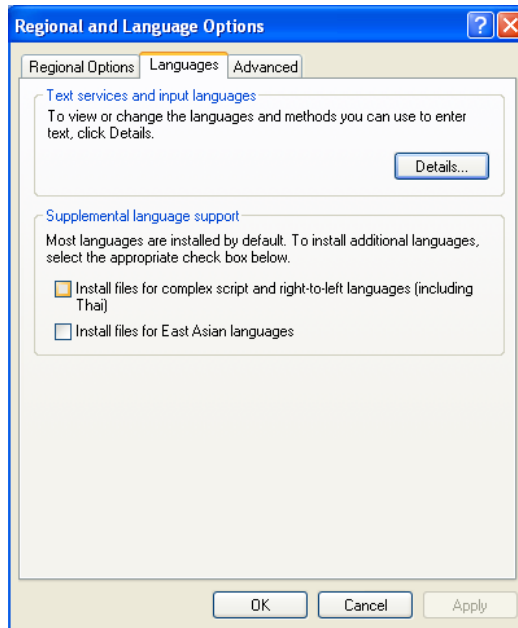 Regional and Language Options
Regional Options Languages Advanced
Text services and input languages
To view or change the languages and methods you can use to enter
text, click Details.
Details...
Supplemental language support
Most languages are installed by default. To install additional languages,
select the appropriate check box below.
Install files for complex script and right-to-left languages (including
Thai)
Install files for East Asian languages
OK Cancel Apply